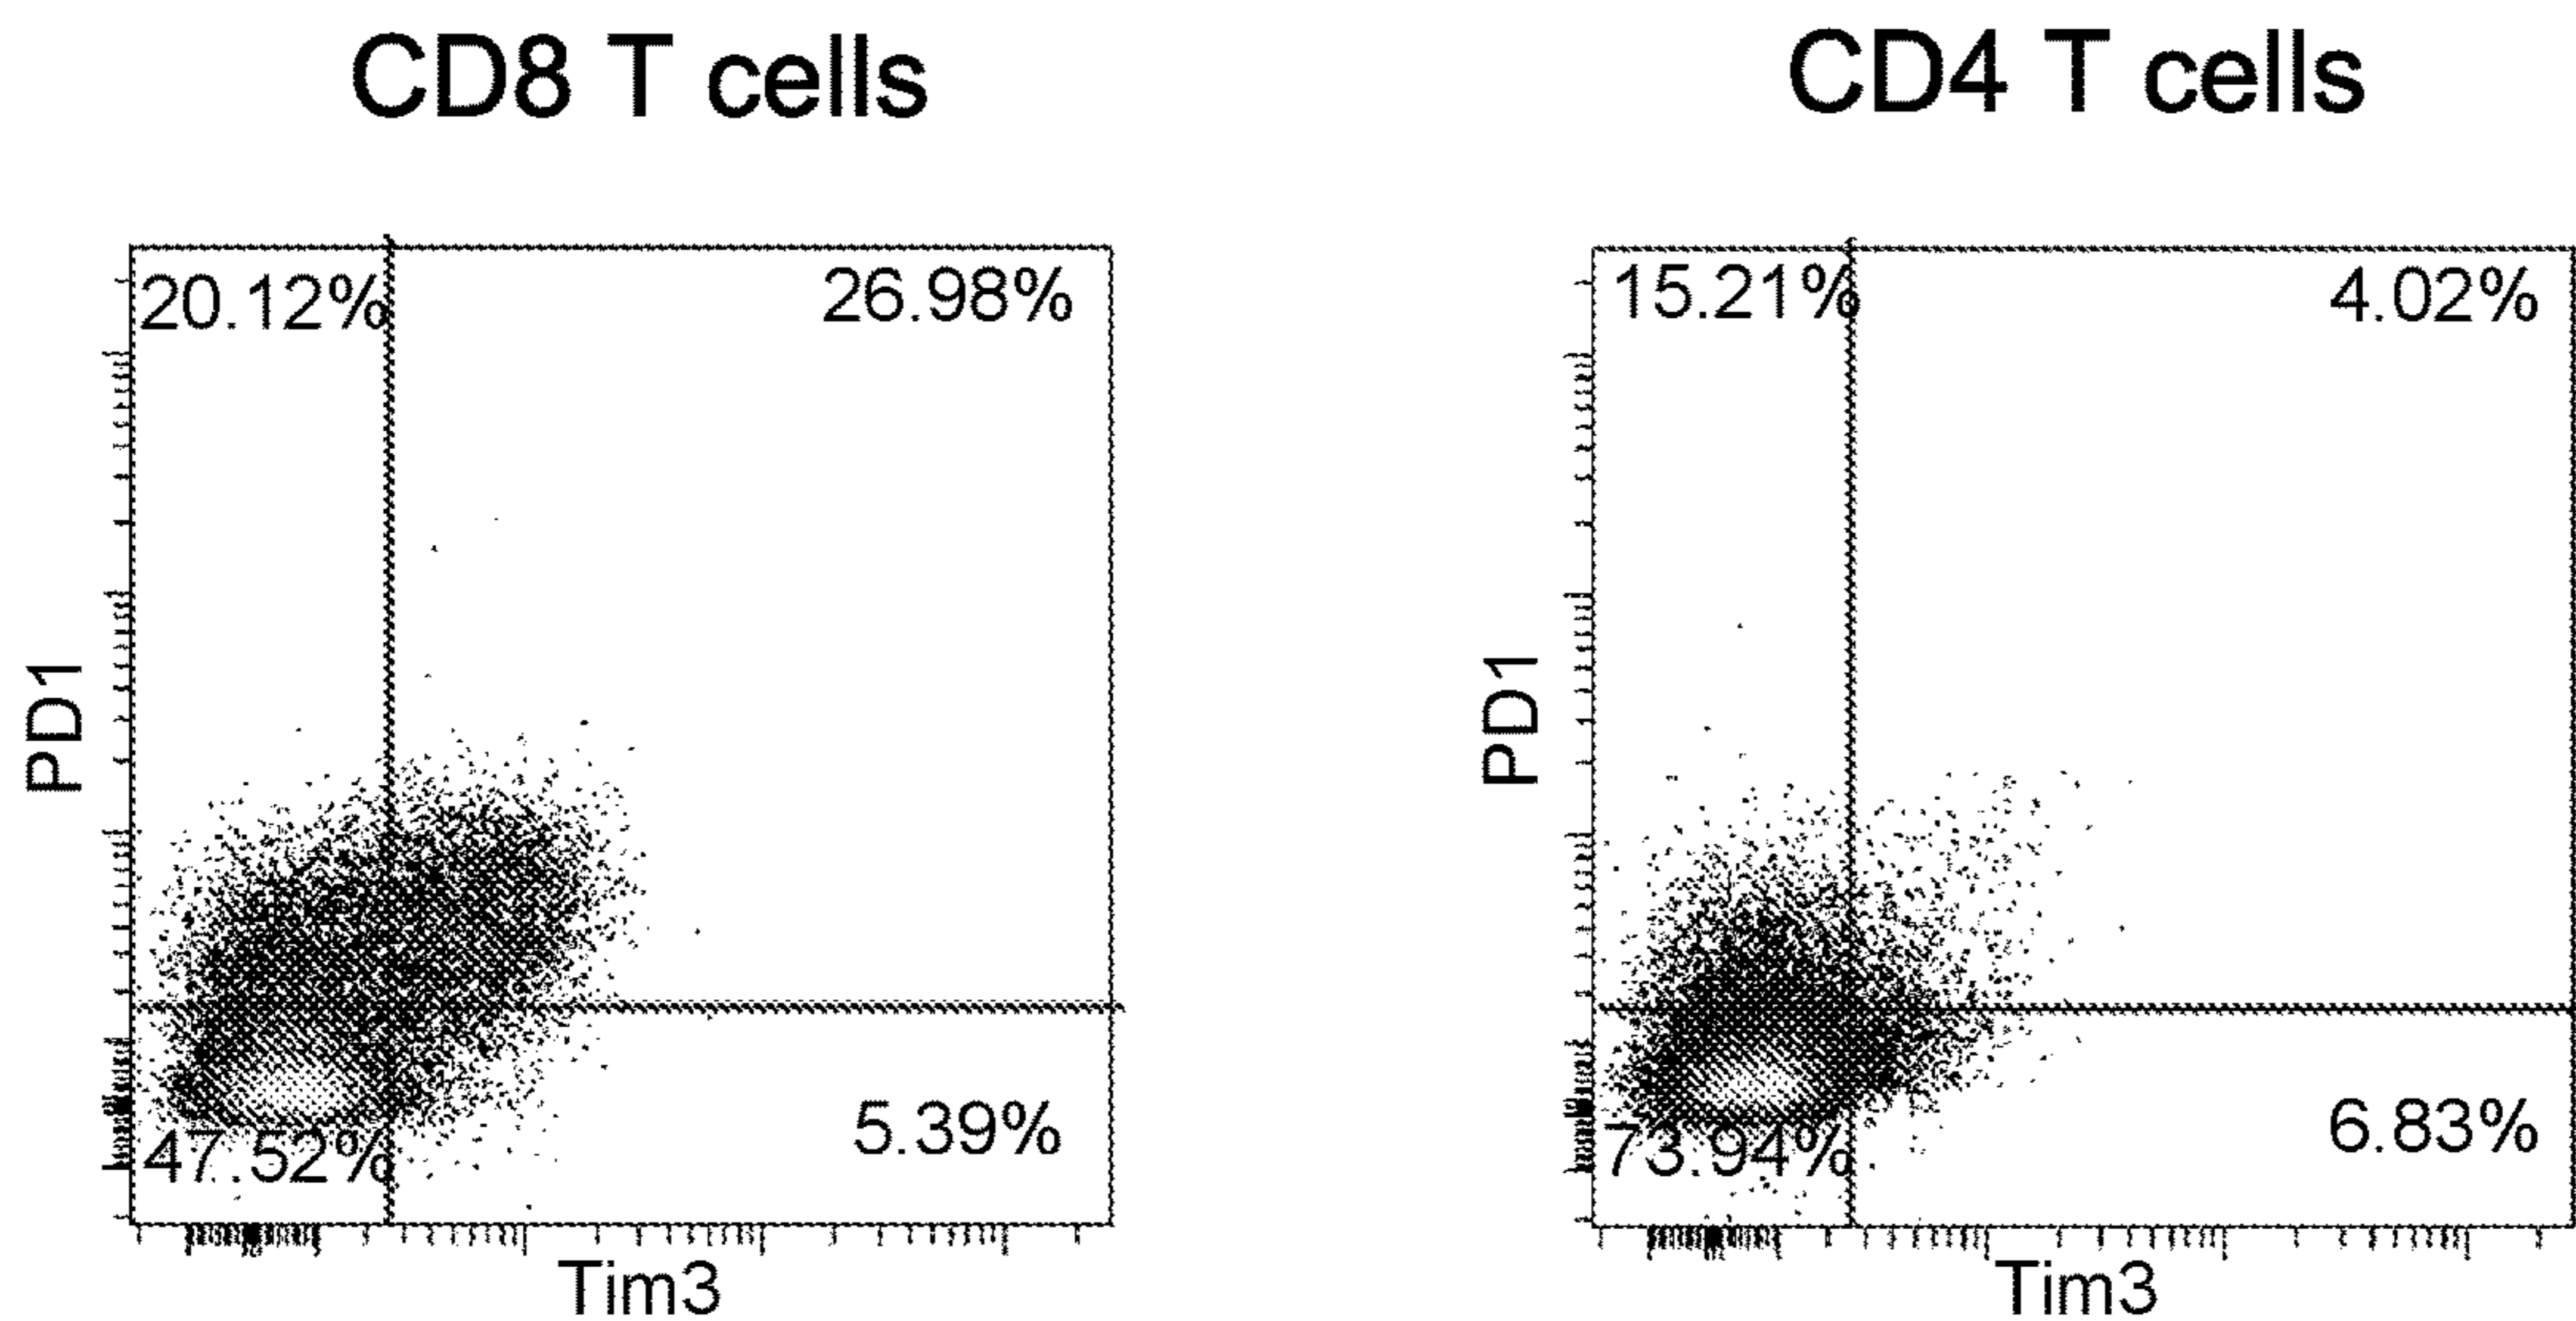 CD8 T cells
CD4 T cells
20.12%
26.98%
PD1
47.52%
5.39%
Tim3
15.21%
4.02%
PD1
73.94%
6.83%
Tim3